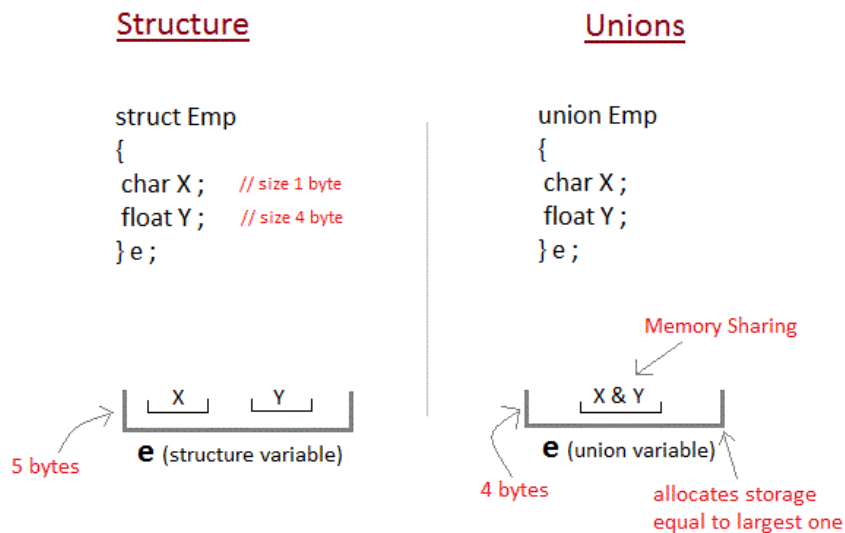 Structure
struct Emp
{
char X ; // size 1 byte
float Y ; // size 4 byte
} e ;
X Y
5 bytes
e (structure variable)
Unions
union Emp
{
char X ;
float Y ;
} e ;
Memory Sharing
X & Y
e (union variable)
4 bytes
allocates storage
equal to largest one